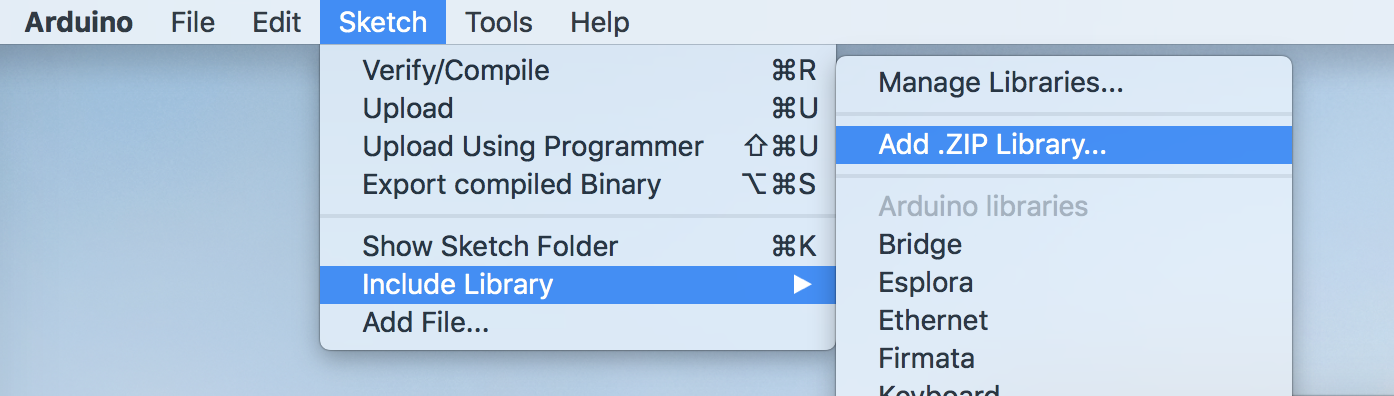 Arduino File Edit Sketch Tools Help
Verify/Compile ⌘R
Upload ⌘U
Upload Using Programmer ⇧⌘U
Export compiled Binary ⌥⌘S
Show Sketch Folder ⌘K
Include Library ▶
Add File...
Manage Libraries...
Add .ZIP Library...
Arduino libraries
Bridge
Esplora
Ethernet
Firmata
Keyboard